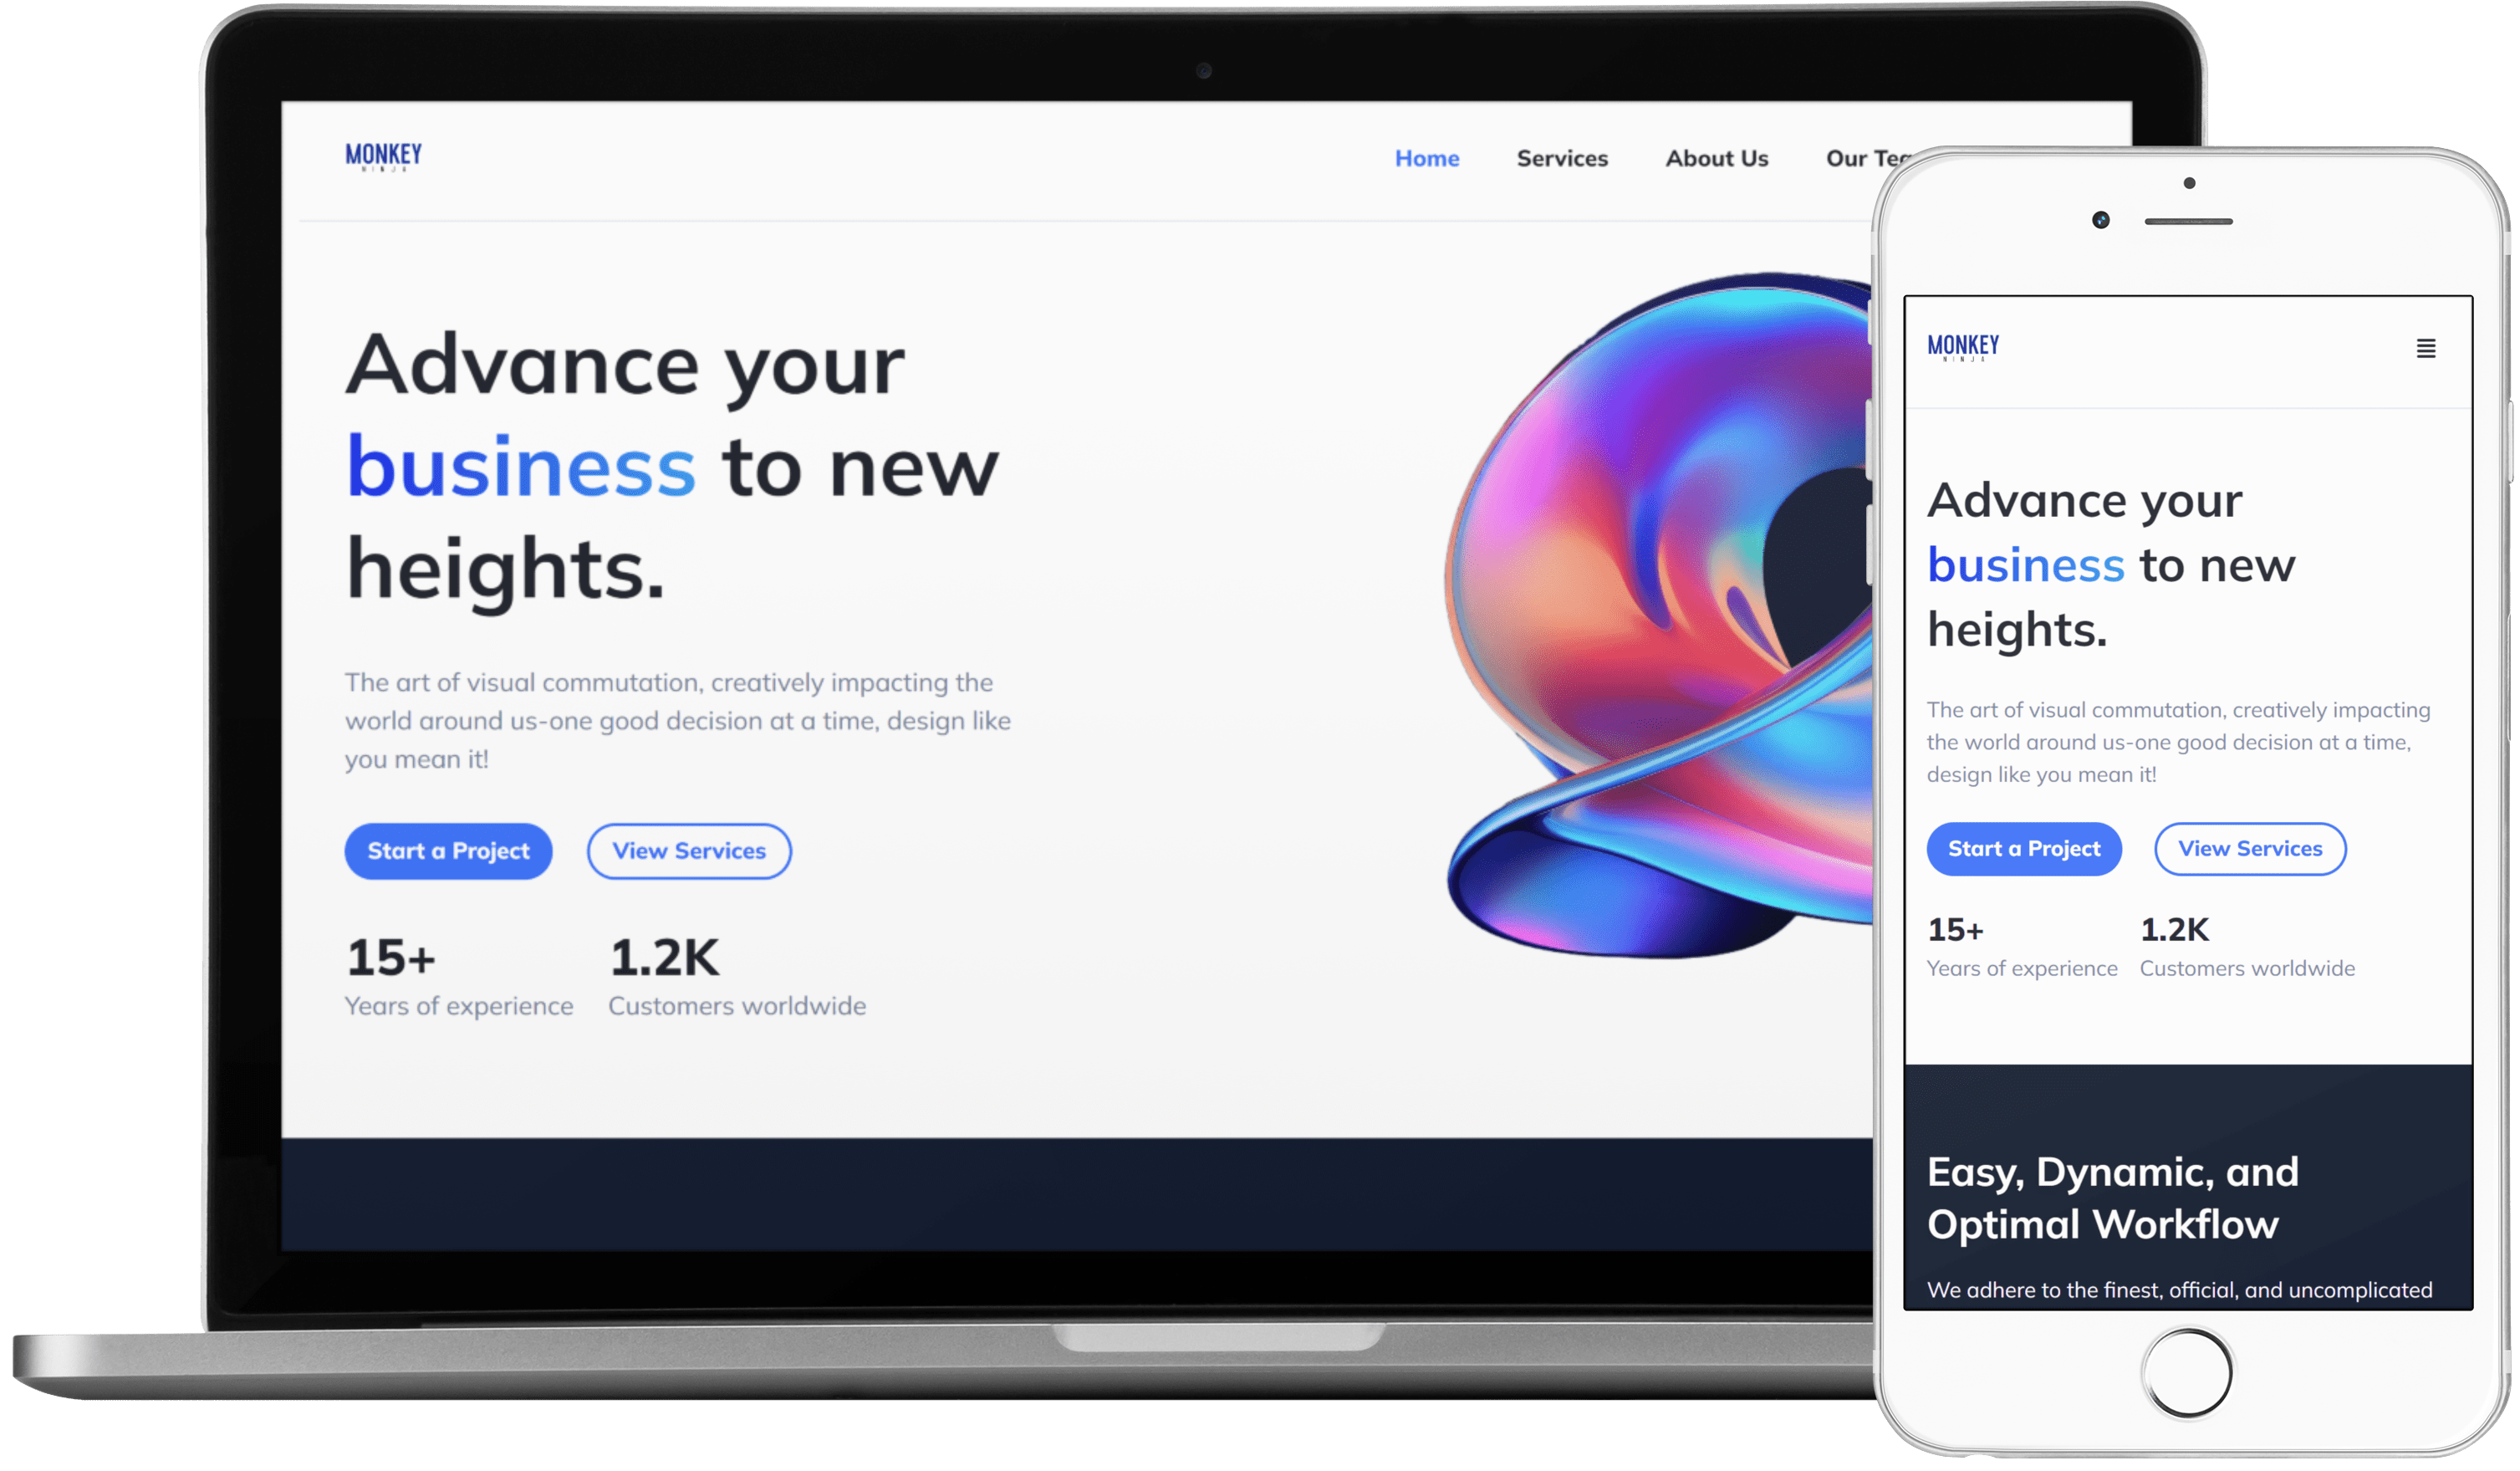 MONKEY
NINJA
Home Services About Us Our
Advance your
business to new
heights.
The art of visual commutation, creatively impacting the
world around us-one good decision at a time, design like
you mean it!
Start a Project View Services
15+ 1.2K
Years of experience Customers worldwide
MONKEY
NINJA
Advance your
business to new
heights.
The art of visual commutation, creatively impacting
the world around us-one good decision at a time,
design like you mean it!
Start a Project View Services
15+ 1.2K
Years of experience Customers worldwide
Easy, Dynamic, and
Optimal Workflow
We adhere to the finest, official, and uncomplicated